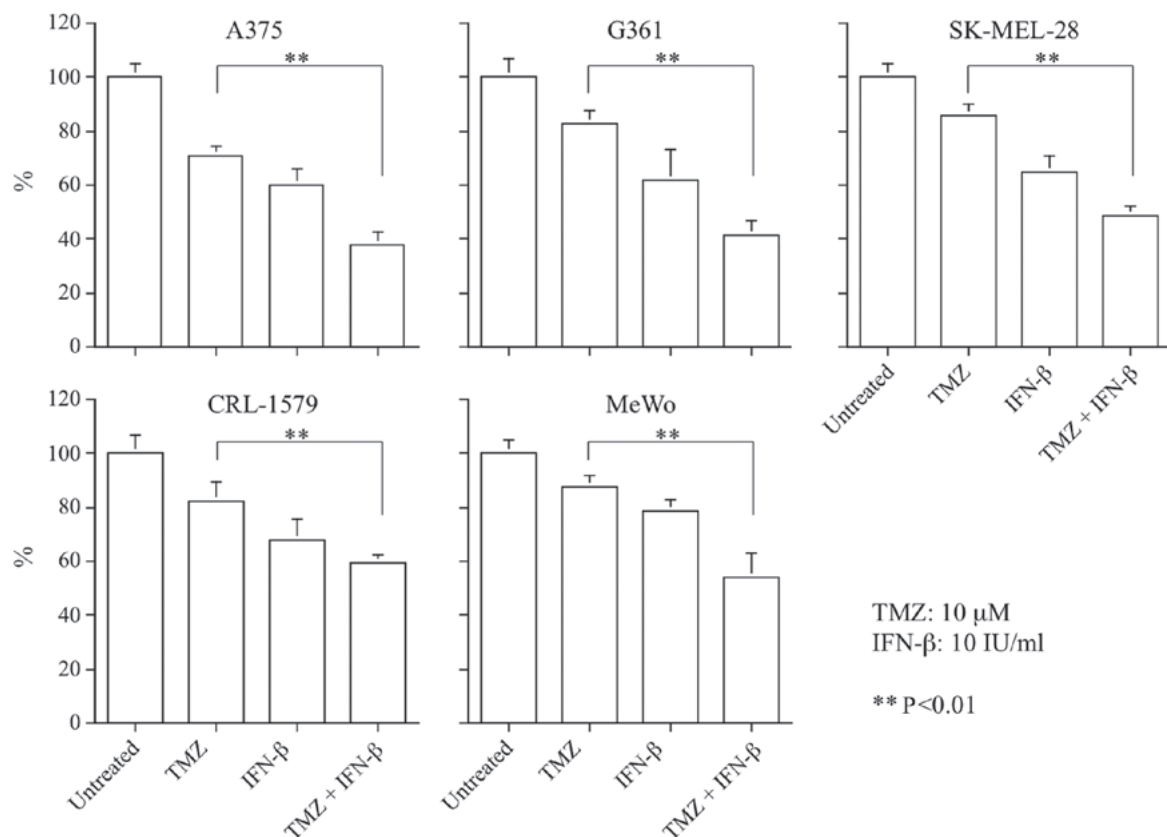 A375
G361
SK-MEL-28
**
**
**
120
100
80
60
40
20
0
%
Untreated
TMZ
IFN-β
TMZ + IFN-β
CRL-1579
MeWo
**
**
120
100
80
60
40
20
0
%
Untreated
TMZ
IFN-β
TMZ + IFN-β
Untreated
TMZ
IFN-β
TMZ + IFN-β
TMZ: 10 μM
IFN-β: 10 IU/ml
** P<0.01